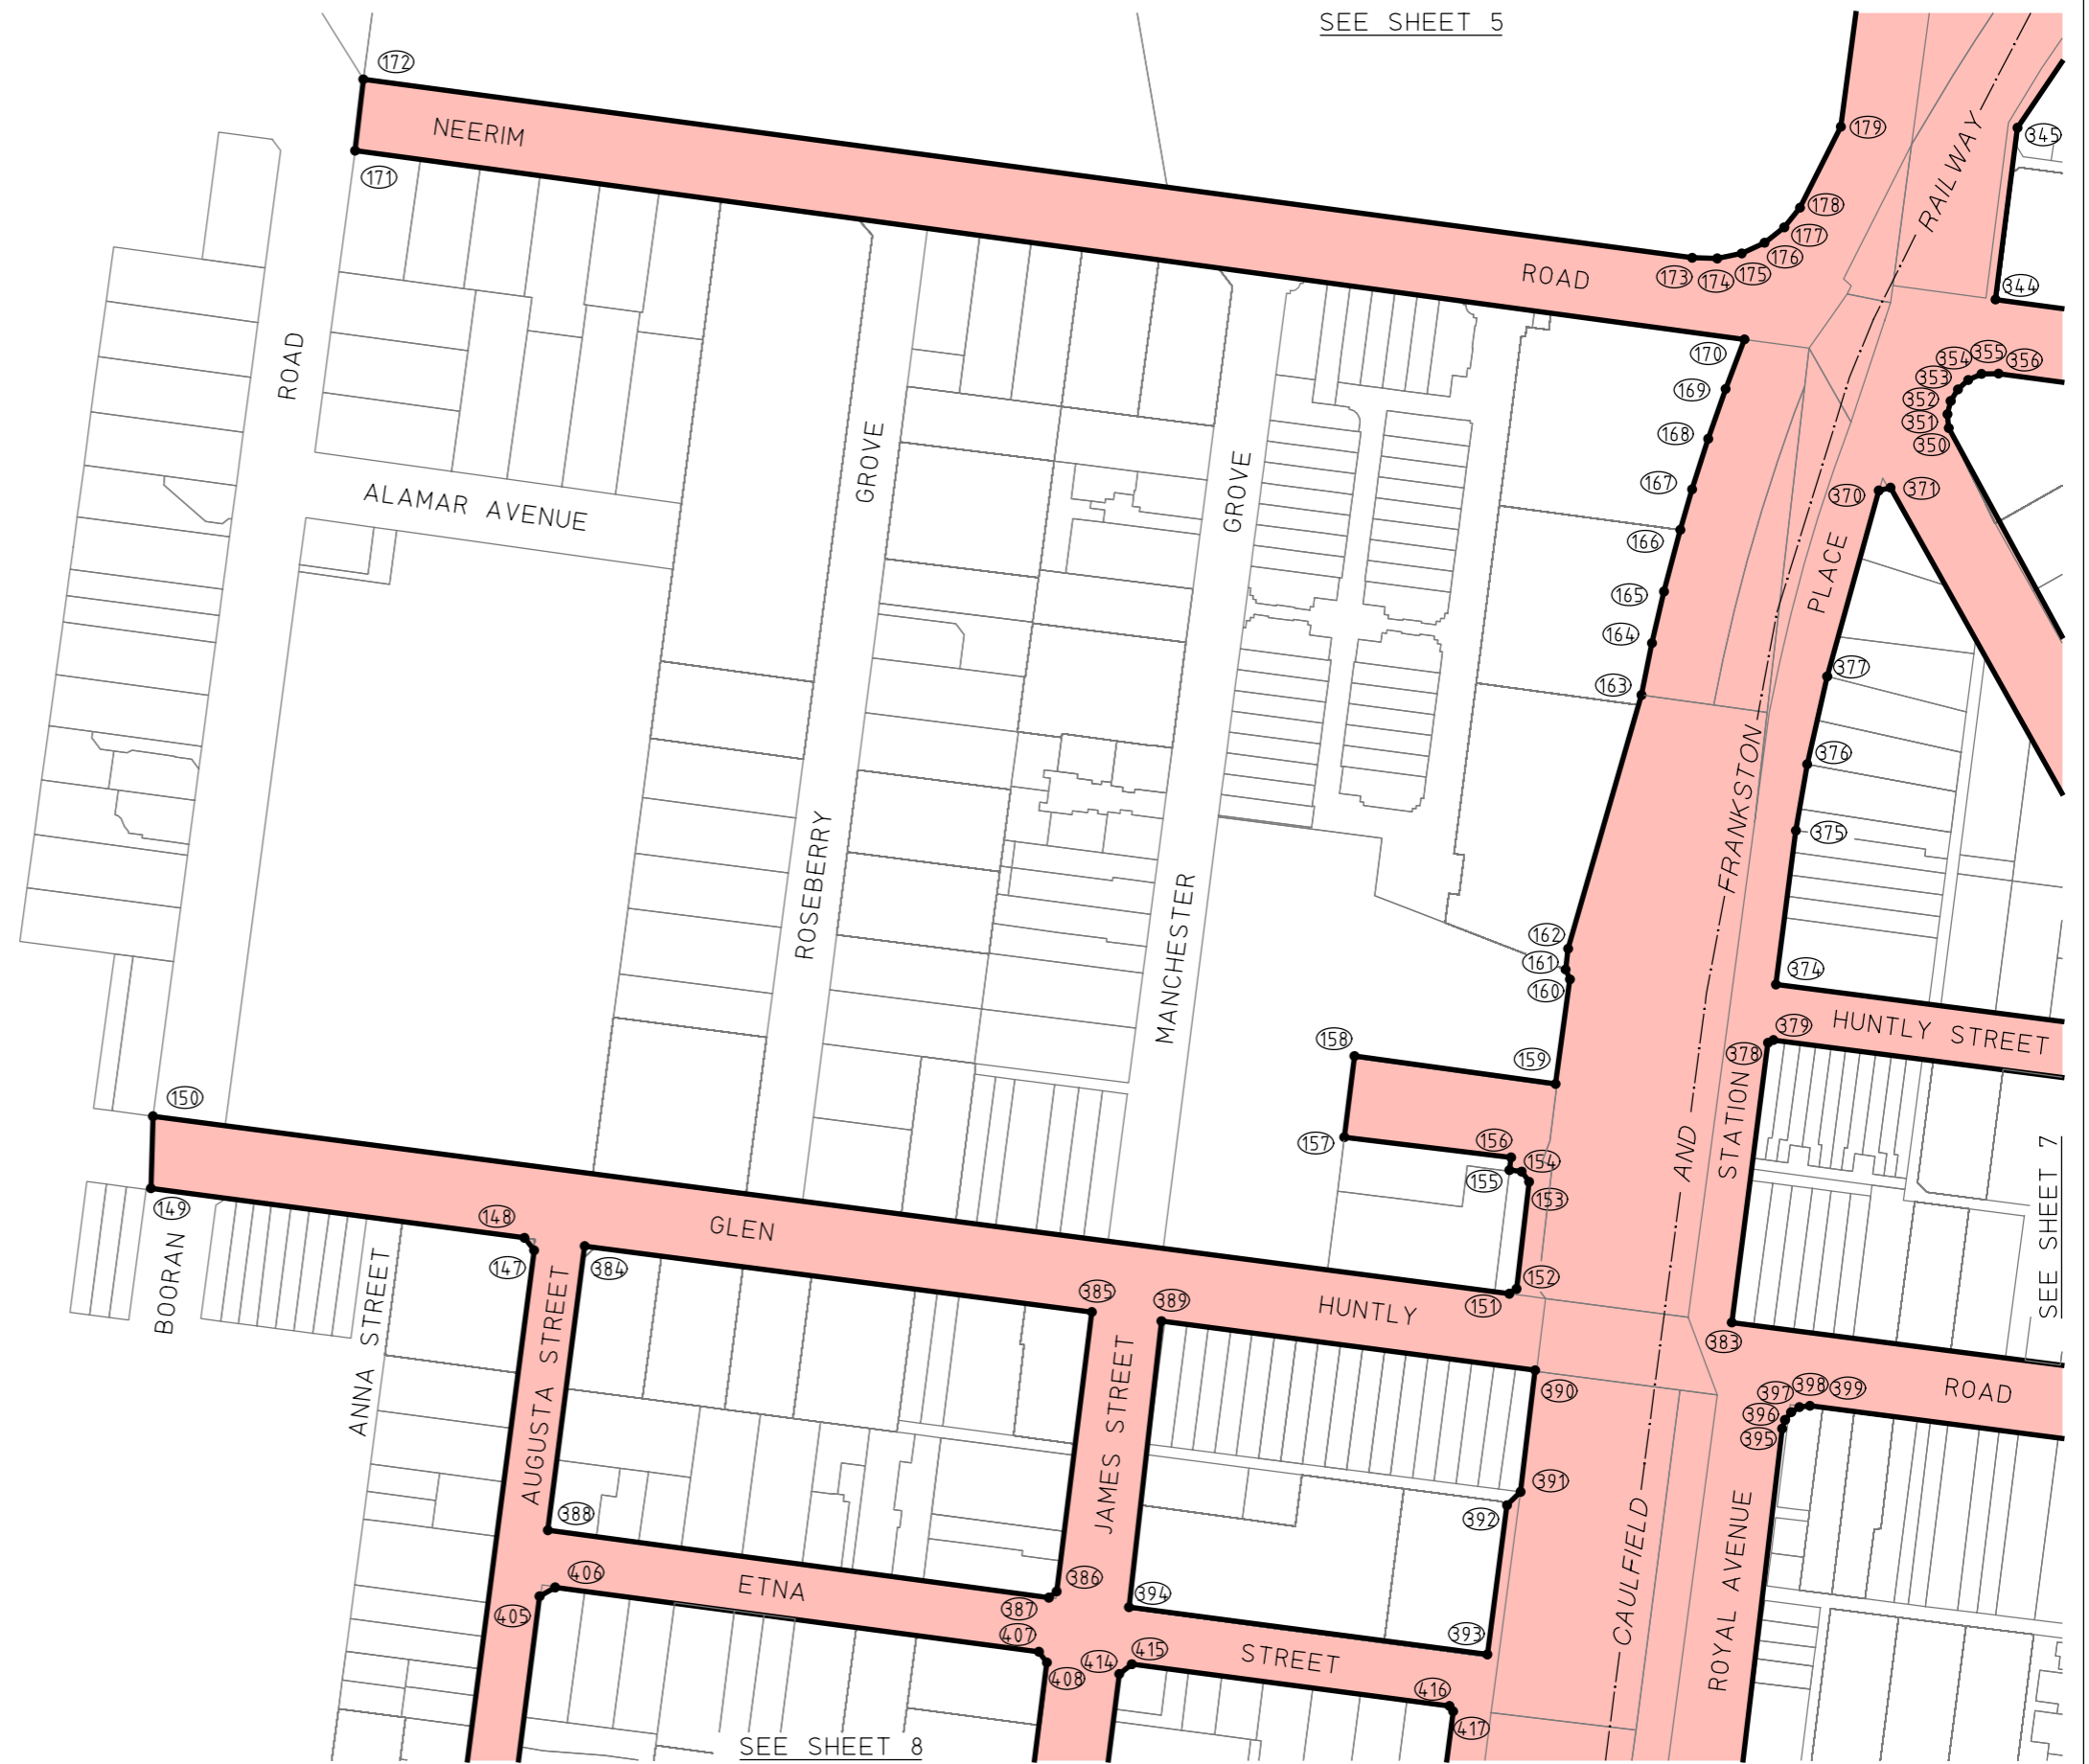 SEE SHEET 5
172
NEERIM
179
345
171
RAILWAY
178
177
176
175
174
173
ROAD
344
170
354
355
356
353
169
352
351
350
168
ROAD
GROVE
GROVE
167
370
371
ALAMAR AVENUE
166
PLACE
165
164
377
163
376
FRANKSTON
375
ROSEBERRY
MANCHESTER
162
161
160
374
HUNTLY STREET
158
159
379
378
150
STATION
AND
157
156
154
155
153
SEE SHEET 7
149
148
GLEN
147
384
BOORAN
ANNA STREET
AUGUSTA STREET
385
389
152
151
HUNTLY
383
JAMES STREET
390
397
398
399
396
395
ROAD
391
392
388
CAULFIELD
ROYAL AVENUE
406
ETNA
386
387
394
405
407
393
414
415
STREET
408
416
417
SEE SHEET 8